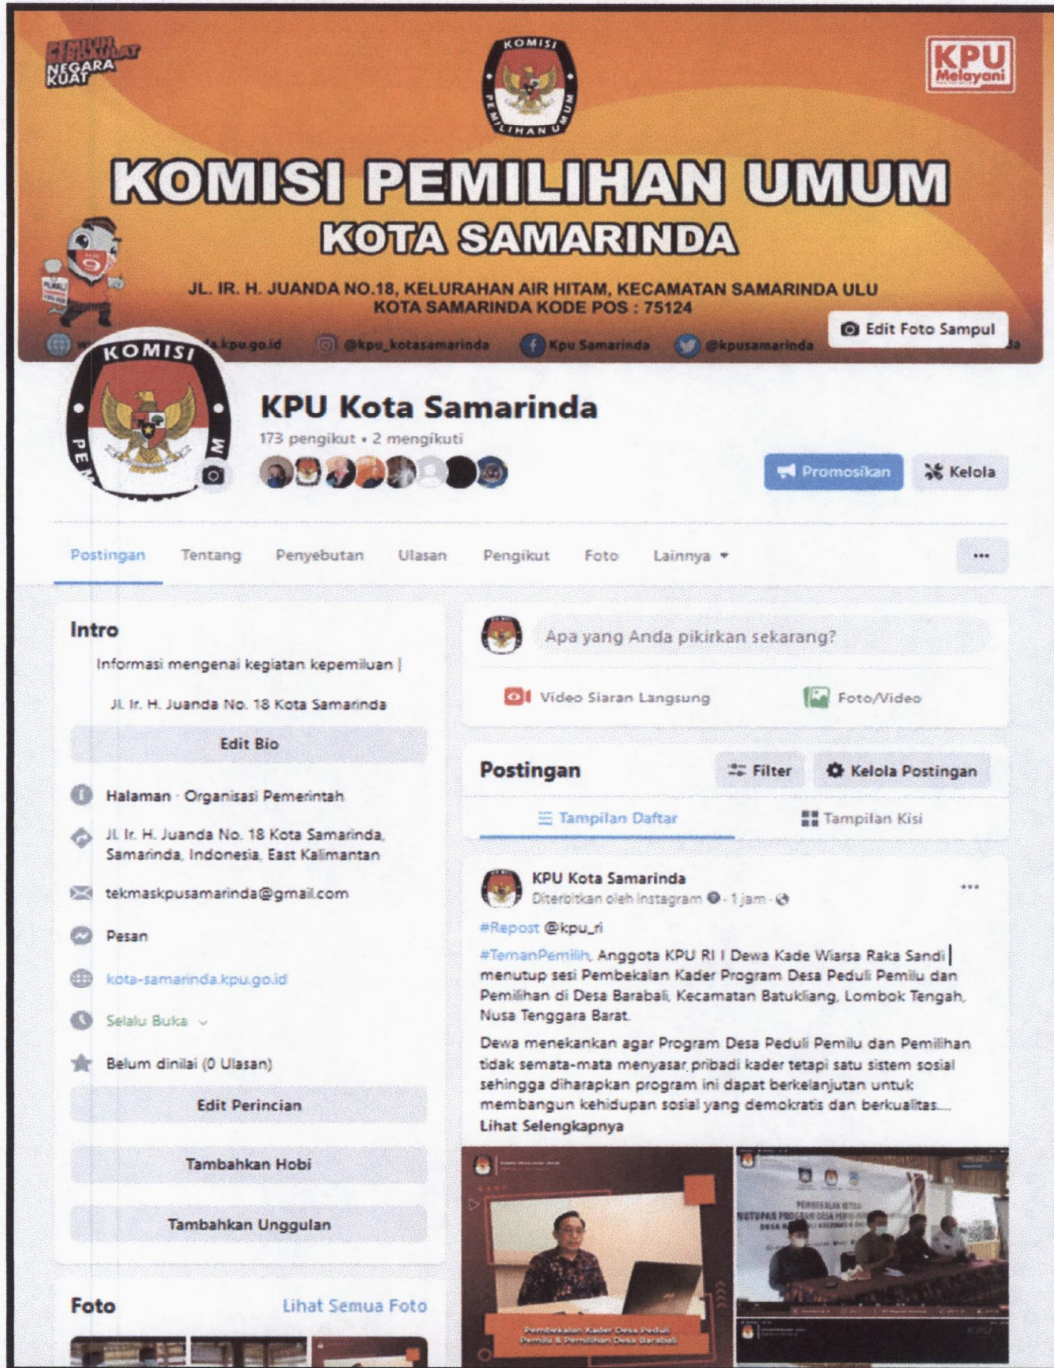 PEMILIH
BERDAULAT
NEGARA
KUAT
KOMISI
PEMILIHAN UMUM
KPU
Melayani
KOMISI PEMILIHAN UMUM
KOTA SAMARINDA
JL. IR. H. JUANDA NO.18, KELURAHAN AIR HITAM, KECAMATAN SAMARINDA ULU
KOTA SAMARINDA KODE POS : 75124
Edit Foto Sampul
a.kpu.go.id @kpu_kotasamarinda Kpu Samarinda @kpusamarinda
KOMISI
KPU Kota Samarinda
173 pengikut • 2 mengikuti
Promosikan Kelola
Postingan Tentang Penyebutan Ulasan Pengikut Foto Lainnya
Intro
Informasi mengenai kegiatan kepemiluan |
Jl. Ir. H. Juanda No. 18 Kota Samarinda
Edit Bio
Halaman · Organisasi Pemerintah
Jl. Ir. H. Juanda No. 18 Kota Samarinda,
Samarinda, Indonesia, East Kalimantan
tekmaskpusamarinda@gmail.com
Pesan
kota-samarinda.kpu.go.id
Selalu Buka
Belum dinilai (0 Ulasan)
Edit Perincian
Tambahkan Hobi
Tambahkan Unggulan
Foto Lihat Semua Foto
Apa yang Anda pikirkan sekarang?
Video Siaran Langsung Foto/Video
Postingan Filter Kelola Postingan
Tampilan Daftar Tampilan Kisi
KPU Kota Samarinda
Diterbitkan oleh Instagram · 1 jam ·
#Repost @kpu_ri
#TemanPemilih, Anggota KPU RI I Dewa Kade Wiarsa Raka Sandi |
menutup sesi Pembekalan Kader Program Desa Peduli Pemilu dan
Pemilihan di Desa Barabali, Kecamatan Batukliang, Lombok Tengah,
Nusa Tenggara Barat.
Dewa menekankan agar Program Desa Peduli Pemilu dan Pemilihan
tidak semata-mata menyasar pribadi kader tetapi satu sistem sosial
sehingga diharapkan program ini dapat berkelanjutan untuk
membangun kehidupan sosial yang demokratis dan berkualitas....
Lihat Selengkapnya
Pembekalan Kader Desa Peduli
Pemilu & Pemilihan Desa Barabali
KPU